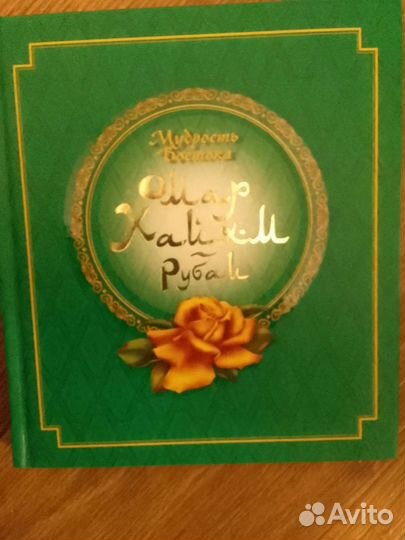 Мудрость
Востока
Омар
Хайям
Рубаи
Avito